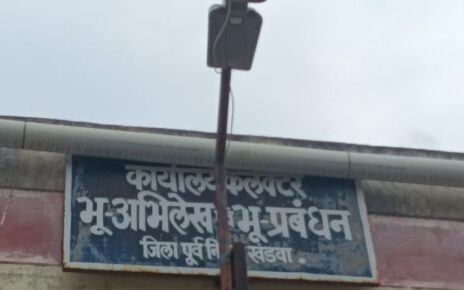 कार्यालय कलेक्टर
भू-अभिलेख एवं भू-प्रबंधन
जिला पूर्व खंडवा.